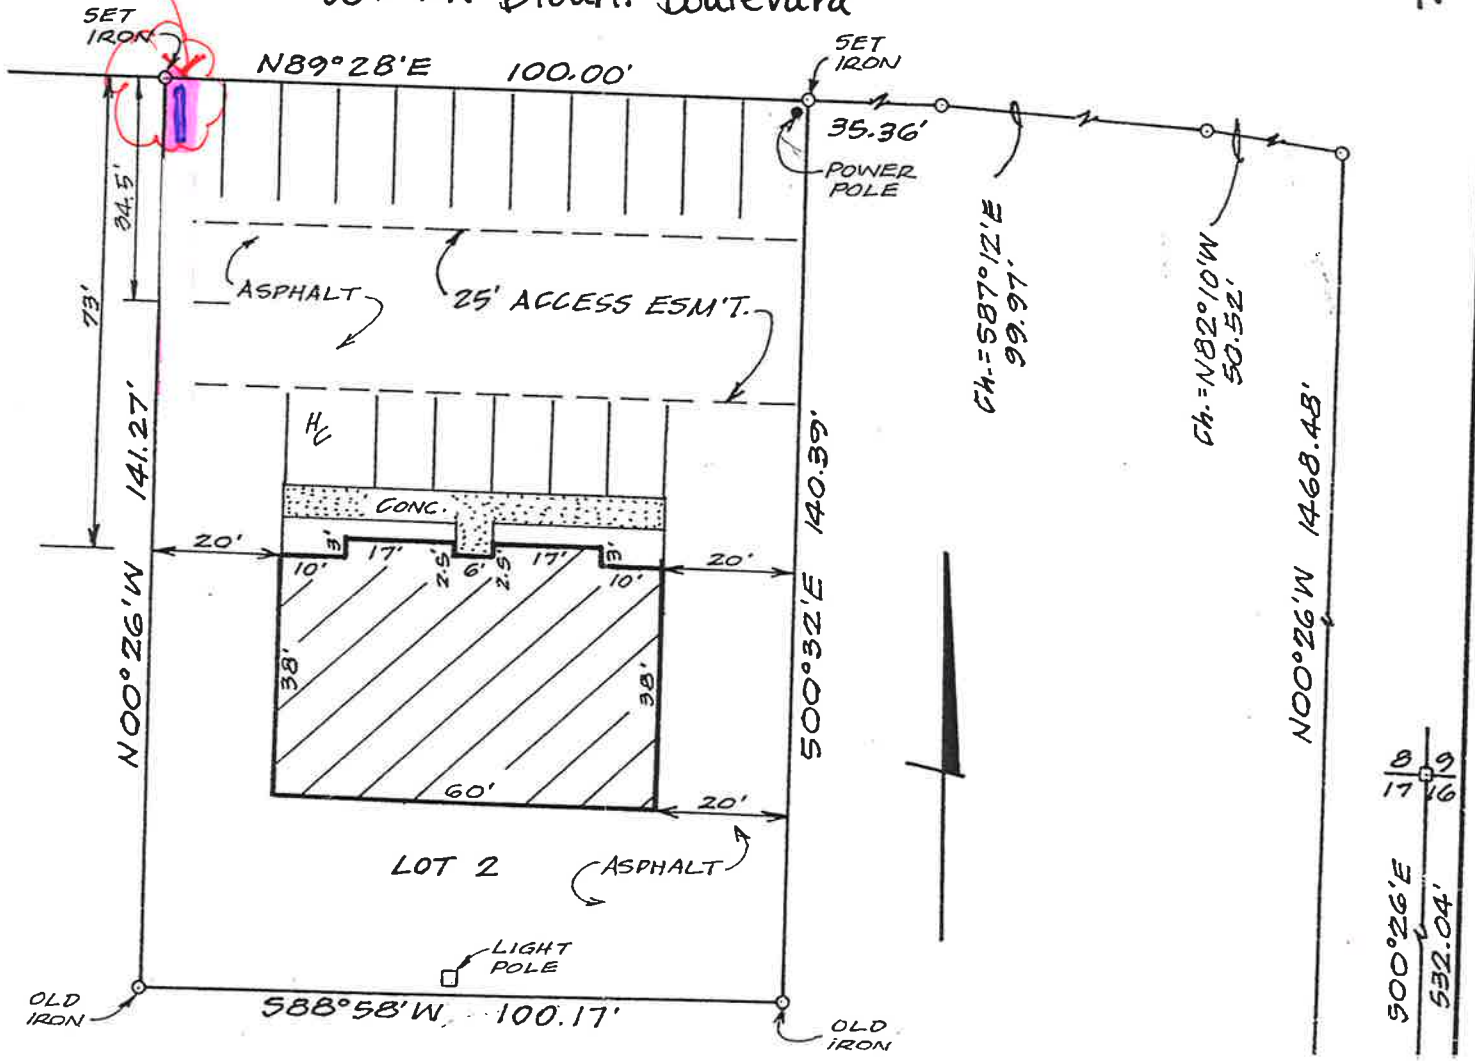 Boulevard
SET
IRON
N89°28'E 100.00'
SET
IRON
35.36'
POWER
POLE
34.5'
73'
ASPHALT
25' ACCESS ESM'T.
Ch.=S87°12'E
99.97'
Ch.=N82°10'W
50.52'
HC
CONC.
N00°26'W 141.27'
S00°32'E 140.39'
N00°26'W 1468.48'
20'
10'
3'
17'
2.5'
6'
2.5'
17'
3'
10'
20'
38'
38'
60'
20'
LOT 2
ASPHALT
LIGHT
POLE
OLD
IRON
S88°58'W 100.17'
OLD
IRON
8 9
17 16
S00°26'E
532.04'